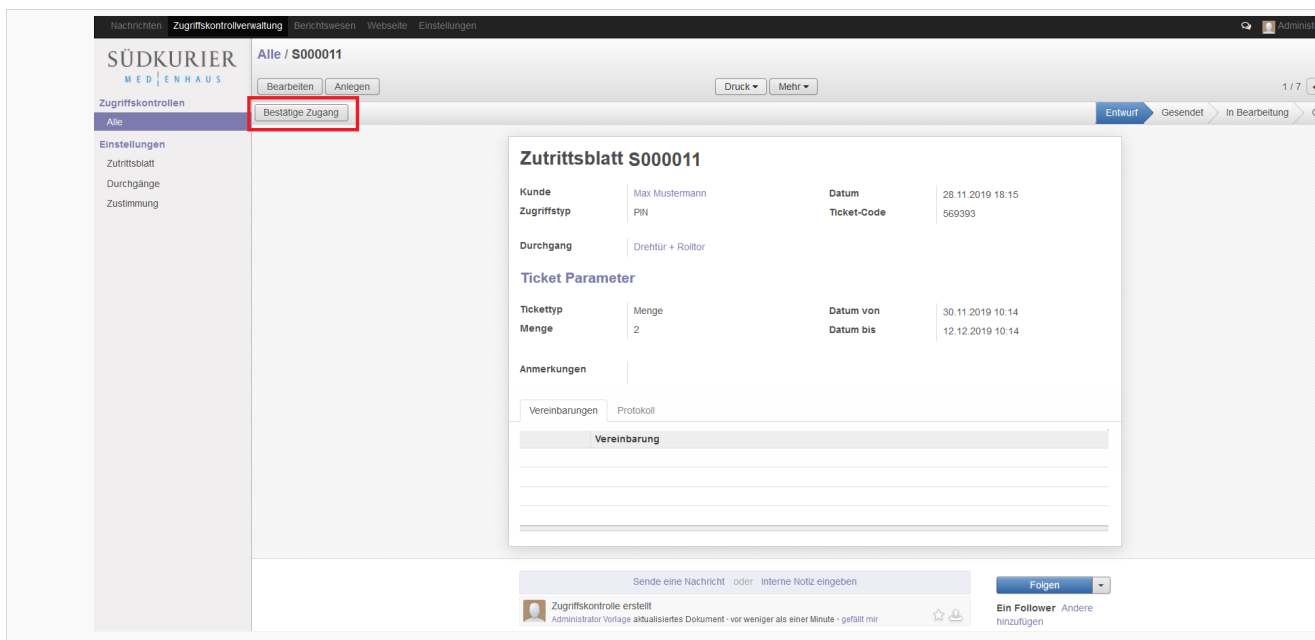 Nachrichten Zugriffskontrollverwaltung Berichtswesen Webseite Einstellungen
SÜDKURIER
MEDIENHAUS
Alle / S000011
Bearbeiten Anlegen Druck Mehr 1 / 7
Zugriffskontrollen
Alle
Bestätige Zugang Entwurf Gesendet In Bearbeitung
Einstellungen
Zutrittsblatt
Durchgänge
Zustimmung
Zutrittsblatt S000011
Kunde Max Mustermann Datum 28.11.2019 18:15
Zugriffstyp PIN Ticket-Code 569393
Durchgang Drehtür + Rolltor
Ticket Parameter
Tickettyp Menge Datum von 30.11.2019 10:14
Menge 2 Datum bis 12.12.2019 10:14
Anmerkungen
Vereinbarungen Protokoll
Vereinbarung
Sende eine Nachricht oder Interne Notiz eingeben Folgen
Zugriffskontrolle erstellt
Administrator Vorlage aktualisiertes Dokument - vor weniger als einer Minute - gefällt mir
Ein Follower Andere
hinzufügen